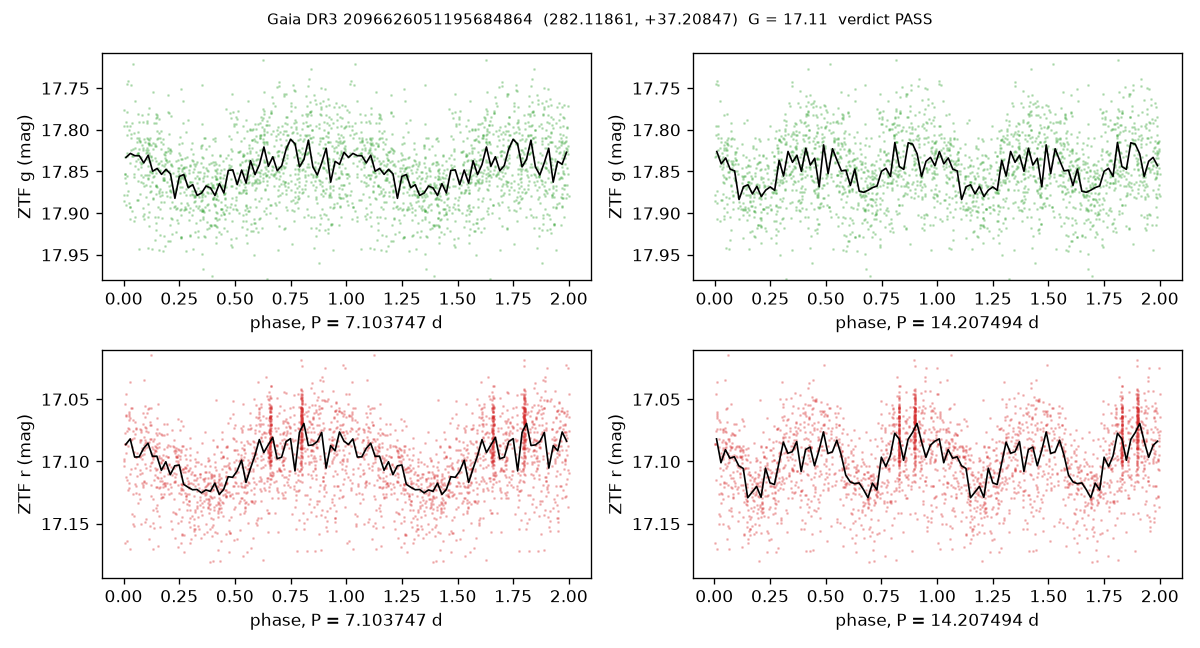 Gaia DR3 2096626051195684864  (282.11861, +37.20847)  G = 17.11  verdict PASS
ZTF g (mag)
17.75
17.80
17.85
17.90
17.95
0.00 0.25 0.50 0.75 1.00 1.25 1.50 1.75 2.00
phase, P = 7.103747 d
ZTF g (mag)
17.75
17.80
17.85
17.90
17.95
0.00 0.25 0.50 0.75 1.00 1.25 1.50 1.75 2.00
phase, P = 14.207494 d
ZTF r (mag)
17.05
17.10
17.15
0.00 0.25 0.50 0.75 1.00 1.25 1.50 1.75 2.00
phase, P = 7.103747 d
ZTF r (mag)
17.05
17.10
17.15
0.00 0.25 0.50 0.75 1.00 1.25 1.50 1.75 2.00
phase, P = 14.207494 d